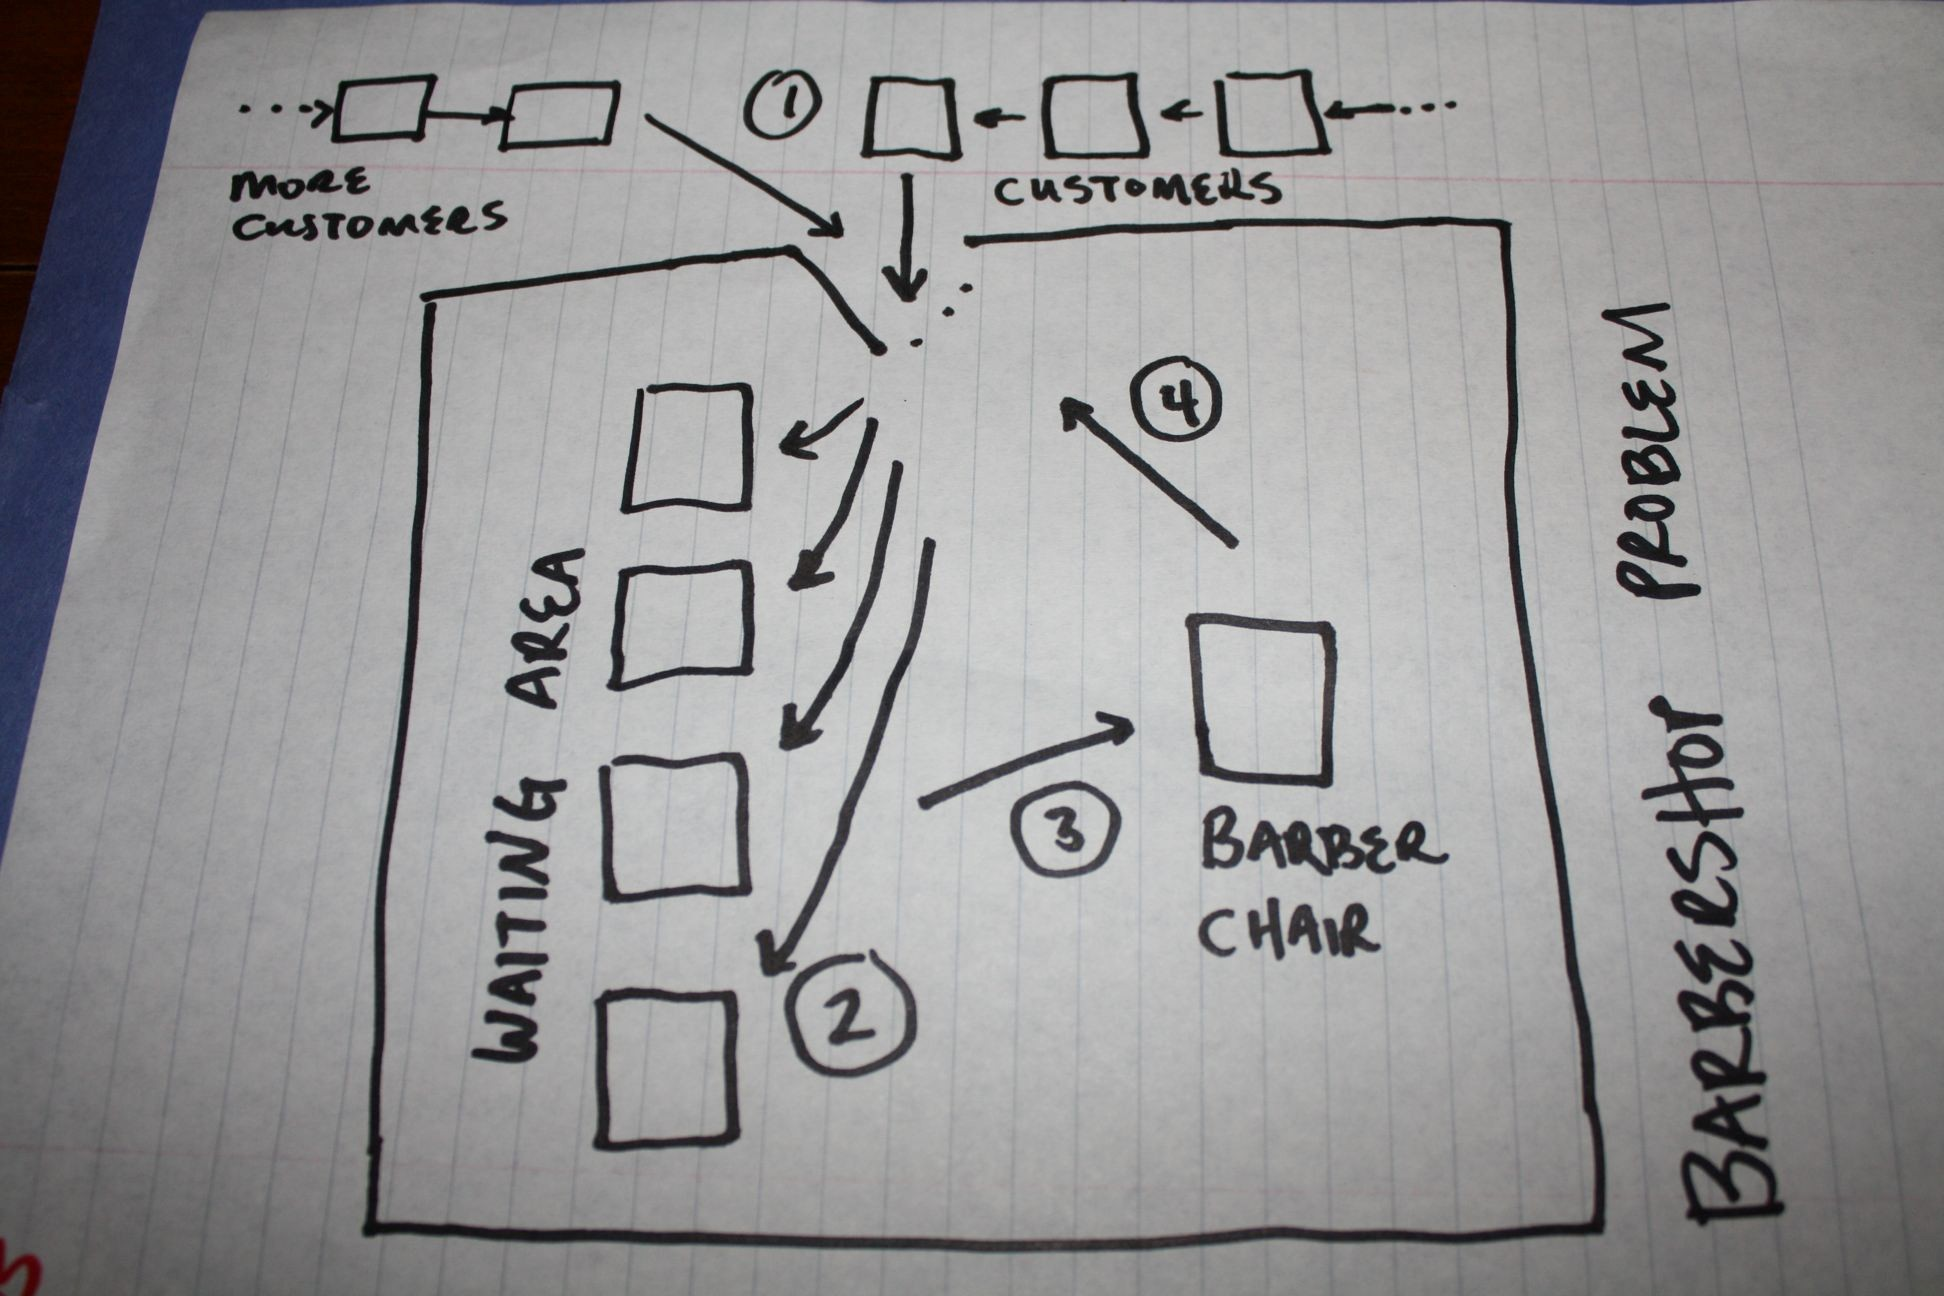 1
MORE
CUSTOMERS
CUSTOMERS
4
WAITING AREA
3
BARBER
CHAIR
2
BARBERSHOP PROBLEM